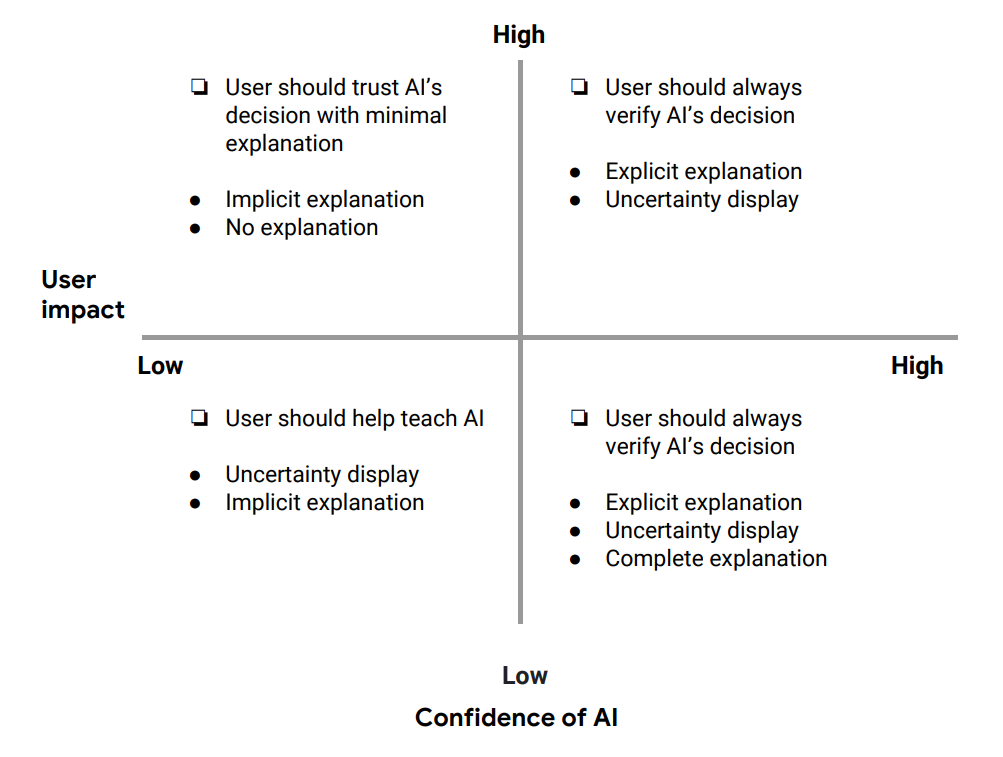 High
❏ User should trust AI's
decision with minimal
explanation
● Implicit explanation
● No explanation
❏ User should always
verify AI's decision
● Explicit explanation
● Uncertainty display
User
impact
Low
High
❏ User should help teach AI
● Uncertainty display
● Implicit explanation
❏ User should always
verify AI's decision
● Explicit explanation
● Uncertainty display
● Complete explanation
Low
Confidence of AI